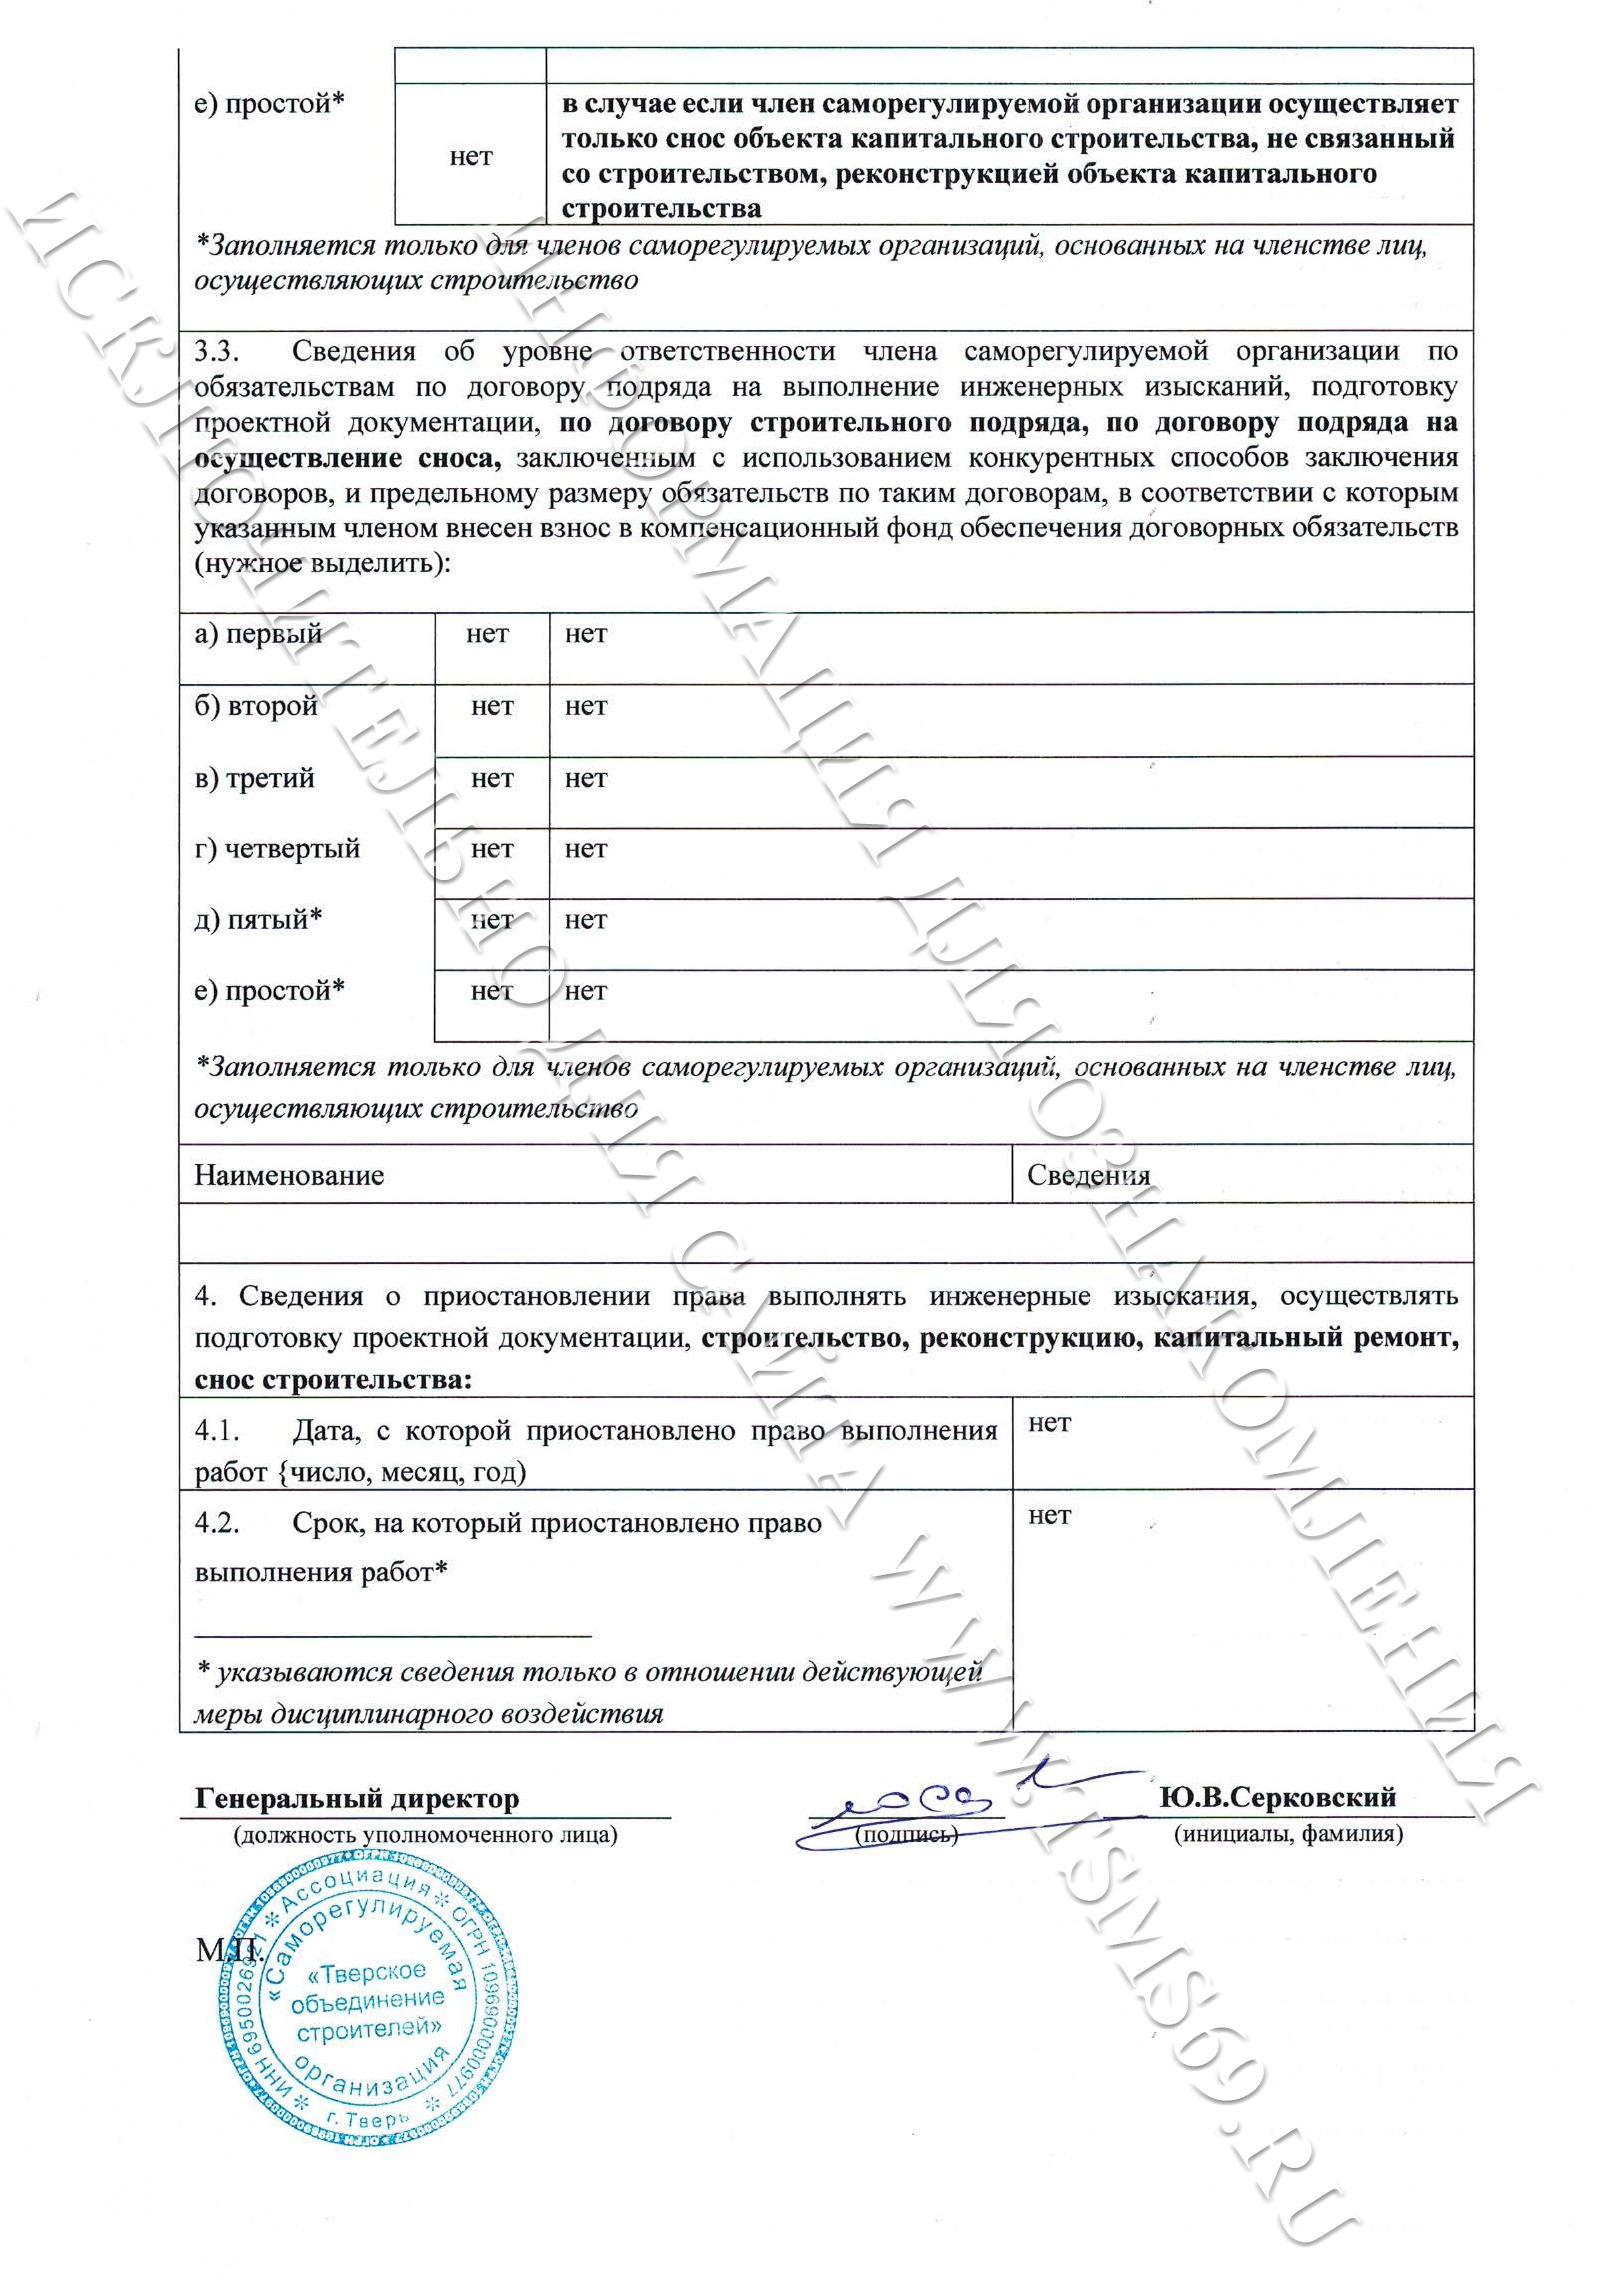 е) простой*
нет
в случае если член саморегулируемой организации осуществляет
только снос объекта капитального строительства, не связанный
со строительством, реконструкцией объекта капитального
строительства
*Заполняется только для членов саморегулируемых организаций, основанных на членстве лиц,
осуществляющих строительство
3.3. Сведения об уровне ответственности члена саморегулируемой организации по
обязательствам по договору подряда на выполнение инженерных изысканий, подготовку
проектной документации, по договору строительного подряда, по договору подряда на
осуществление сноса, заключенным с использованием конкурентных способов заключения
договоров, и предельному размеру обязательств по таким договорам, в соответствии с которым
указанным членом внесен взнос в компенсационный фонд обеспечения договорных обязательств
(нужное выделить):
а) первый нет нет
б) второй нет нет
в) третий нет нет
г) четвертый нет нет
д) пятый* нет нет
е) простой* нет нет
*Заполняется только для членов саморегулируемых организаций, основанных на членстве лиц,
осуществляющих строительство
Наименование Сведения
4. Сведения о приостановлении права выполнять инженерные изыскания, осуществлять
подготовку проектной документации, строительство, реконструкцию, капитальный ремонт,
снос строительства:
4.1. Дата, с которой приостановлено право выполнения нет
работ {число, месяц, год)
4.2. Срок, на который приостановлено право нет
выполнения работ*
* указываются сведения только в отношении действующей
меры дисциплинарного воздействия
Генеральный директор Ю.В.Серковский
(должность уполномоченного лица) (подпись) (инициалы, фамилия)
М.П.
* Ассоциация * ОГРН 1096900000977 * г. Тверь * ИНН 6950026921
«Саморегулируемая
организация
«Тверское
объединение
строителей»
ИСКЛЮЧИТЕЛЬНО ДЛЯ САЙТА WWW.ISMS69.RU
ИНФОРМАЦИЯ ДЛЯ ОЗНАКОМЛЕНИЯ